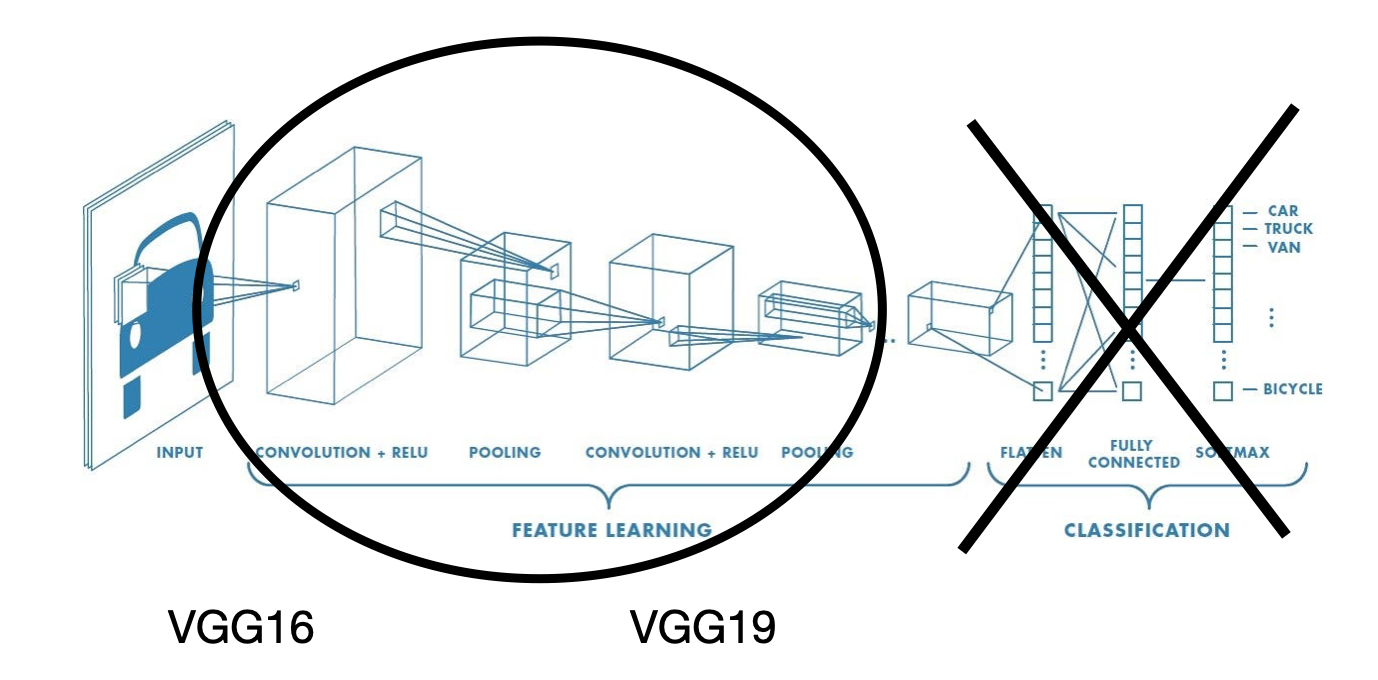 CAR
TRUCK
VAN
BICYCLE
INPUT
CONVOLUTION + RELU
POOLING
CONVOLUTION + RELU
POOLING
FLATTEN
FULLY
CONNECTED
SOFTMAX
FEATURE LEARNING
CLASSIFICATION
VGG16
VGG19